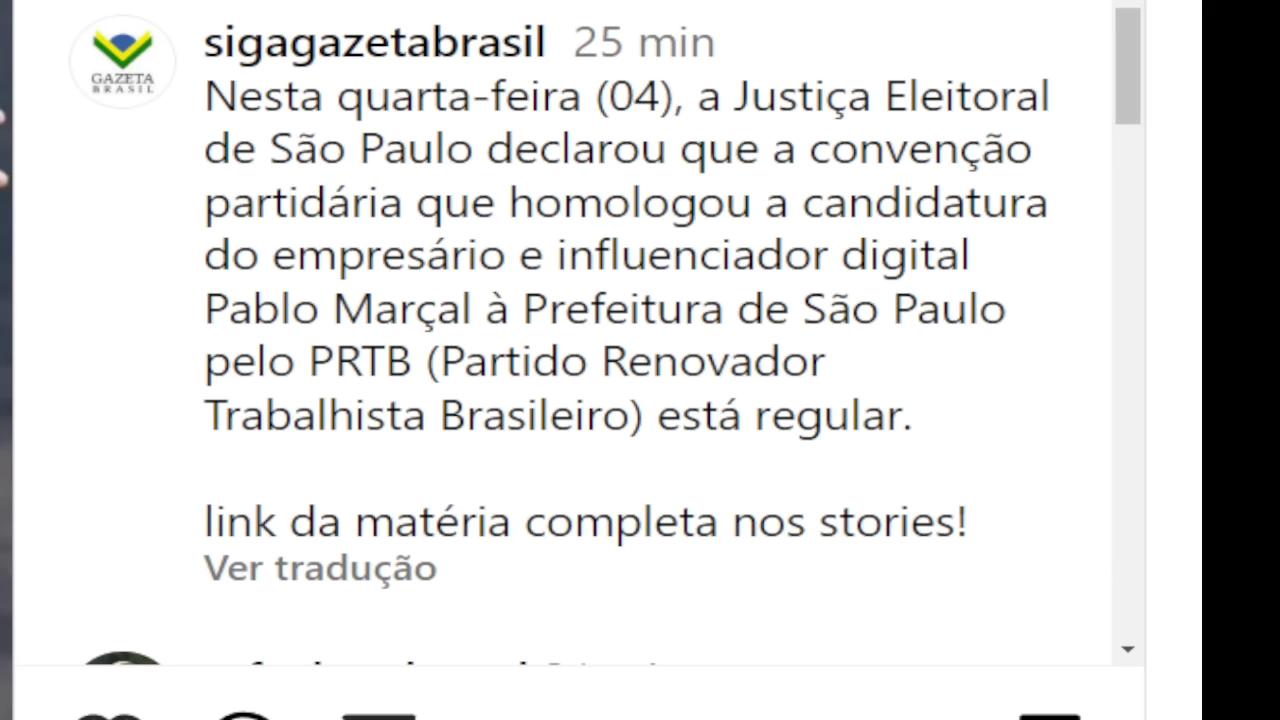 sigagazetabrasil 25 min
GAZETA
BRASIL
Nesta quarta-feira (04), a Justiça Eleitoral
de São Paulo declarou que a convenção
partidária que homologou a candidatura
do empresário e influenciador digital
Pablo Marçal à Prefeitura de São Paulo
pelo PRTB (Partido Renovador
Trabalhista Brasileiro) está regular.
link da matéria completa nos stories!
Ver tradução